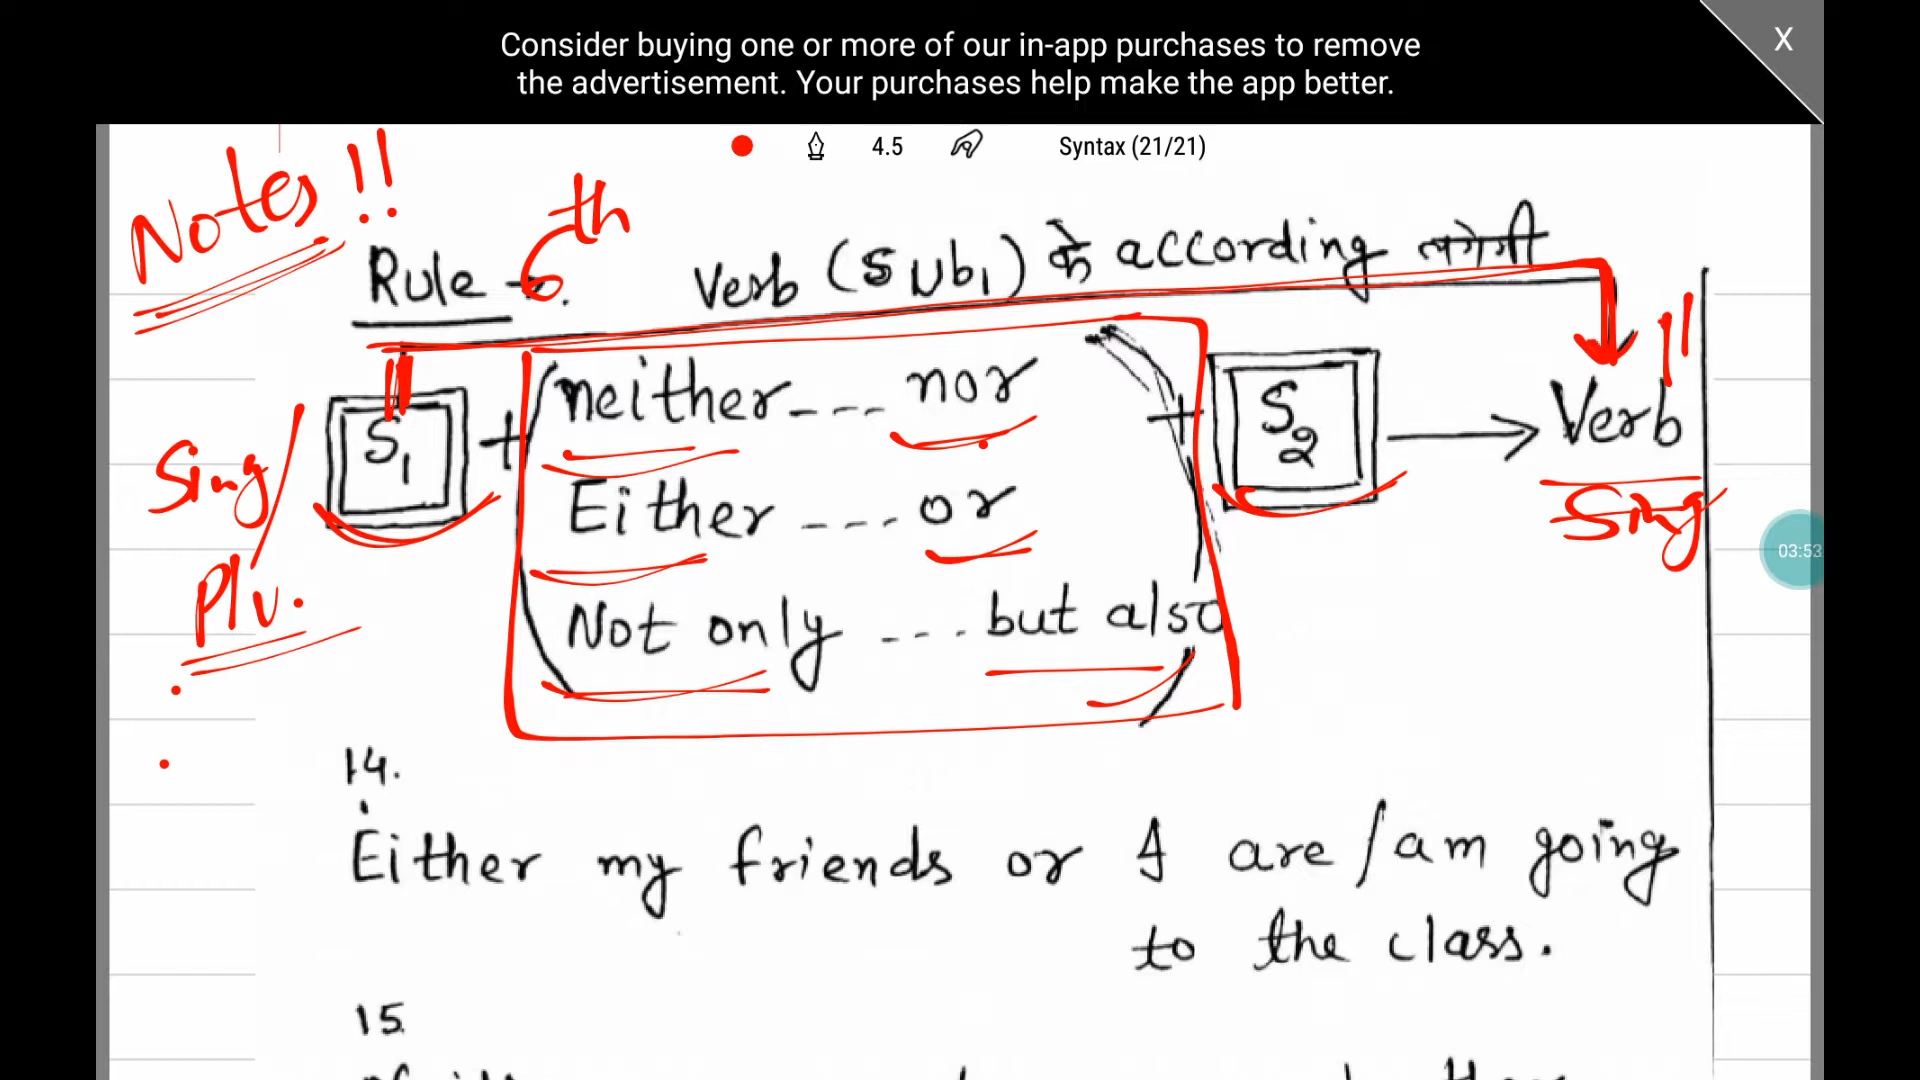 Consider buying one or more of our in-app purchases to remove
the advertisement. Your purchases help make the app better.
X
4.5 Syntax (21/21)
Notes !!
Rule → 6th Verb (Sub1) के according लगेगी
S1 + neither --- nor + S2 → Verb
Sing/ Plu.
Either --- or
Sing
03:53
Not only --- but also
14.
Either my friends or I are/am going
to the class.
15